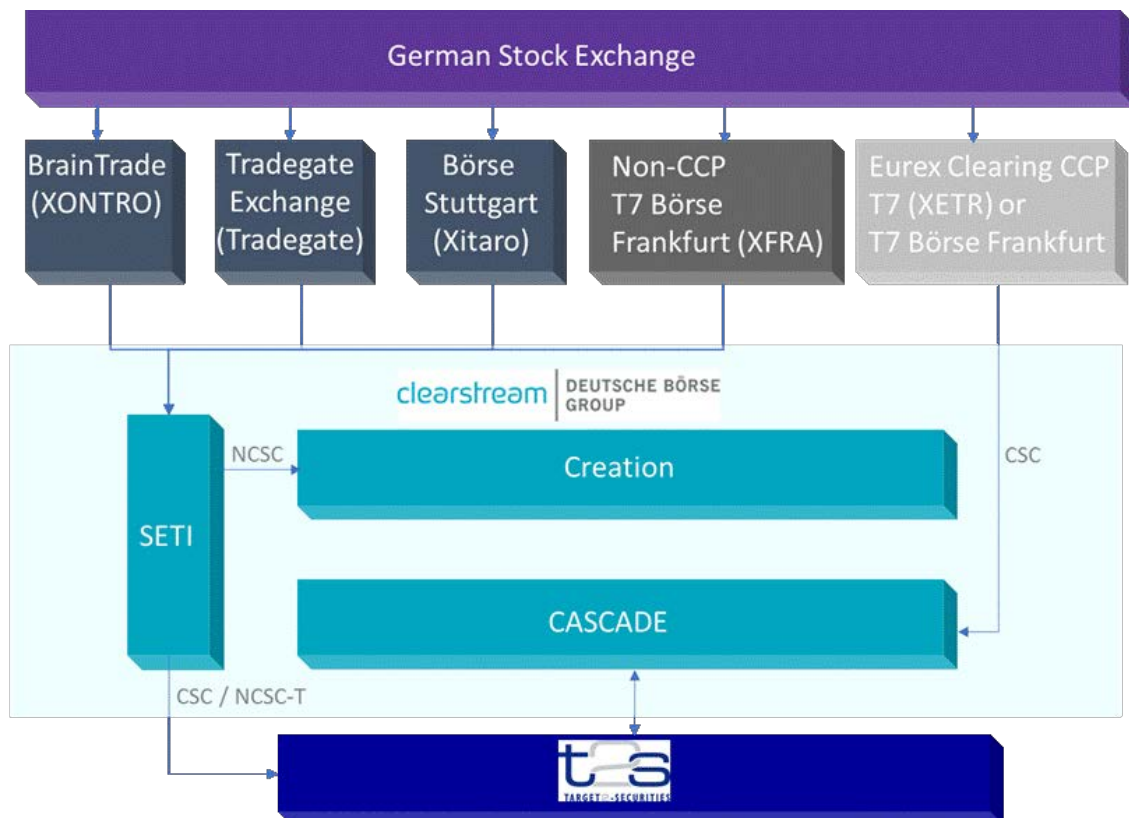 German Stock Exchange
BrainTrade
(XONTRO)
Tradegate
Exchange
(Tradegate)
Börse
Stuttgart
(Xitaro)
Non-CCP
T7 Börse
Frankfurt (XFRA)
Eurex Clearing CCP
T7 (XETR) or
T7 Börse Frankfurt
clearstream
DEUTSCHE BÖRSE
GROUP
NCSC
Creation
CSC
SETI
CASCADE
CSC / NCSC-T
t2s
TARGET2-SECURITIES